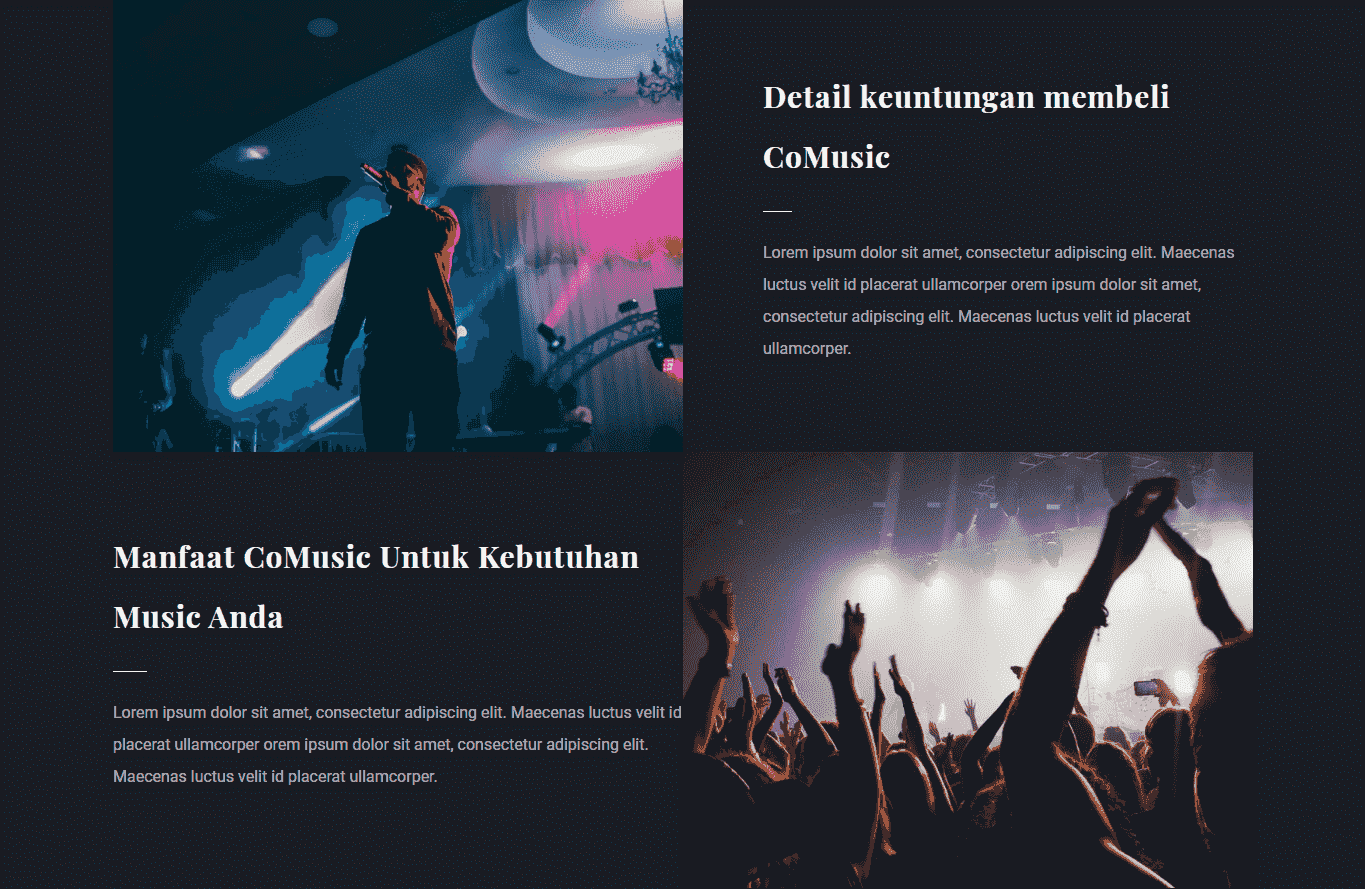 Detail keuntungan membeli
CoMusic
Lorem ipsum dolor sit amet, consectetur adipiscing elit. Maecenas
luctus velit id placerat ullamcorper orem ipsum dolor sit amet,
consectetur adipiscing elit. Maecenas luctus velit id placerat
ullamcorper.
Manfaat CoMusic Untuk Kebutuhan
Music Anda
Lorem ipsum dolor sit amet, consectetur adipiscing elit. Maecenas luctus velit id
placerat ullamcorper orem ipsum dolor sit amet, consectetur adipiscing elit.
Maecenas luctus velit id placerat ullamcorper.